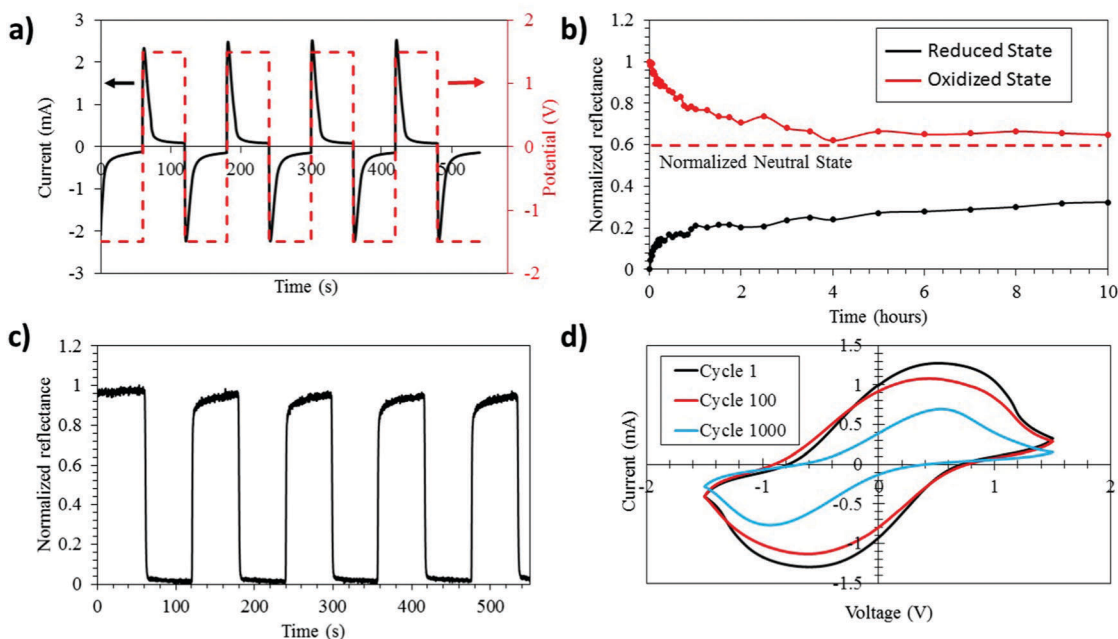 a)
3
2
1
0
-1
-2
-3
Current (mA)
0
100
200
300
400
500
Time (s)
2
1
0
-1
-2
Potential (V)
b)
1.2
1
0.8
0.6
0.4
0.2
0
Normalized reflectance
Reduced State
Oxidized State
Normalized Neutral State
0
2
4
6
8
10
Time (hours)
c)
1.2
1
0.8
0.6
0.4
0.2
0
Normalized reflectance
0
100
200
300
400
500
Time (s)
d)
Cycle 1
Cycle 100
Cycle 1000
Current (mA)
1.5
1
0.5
0
-0.5
-1
-1.5
-2
-1
0
1
2
Voltage (V)